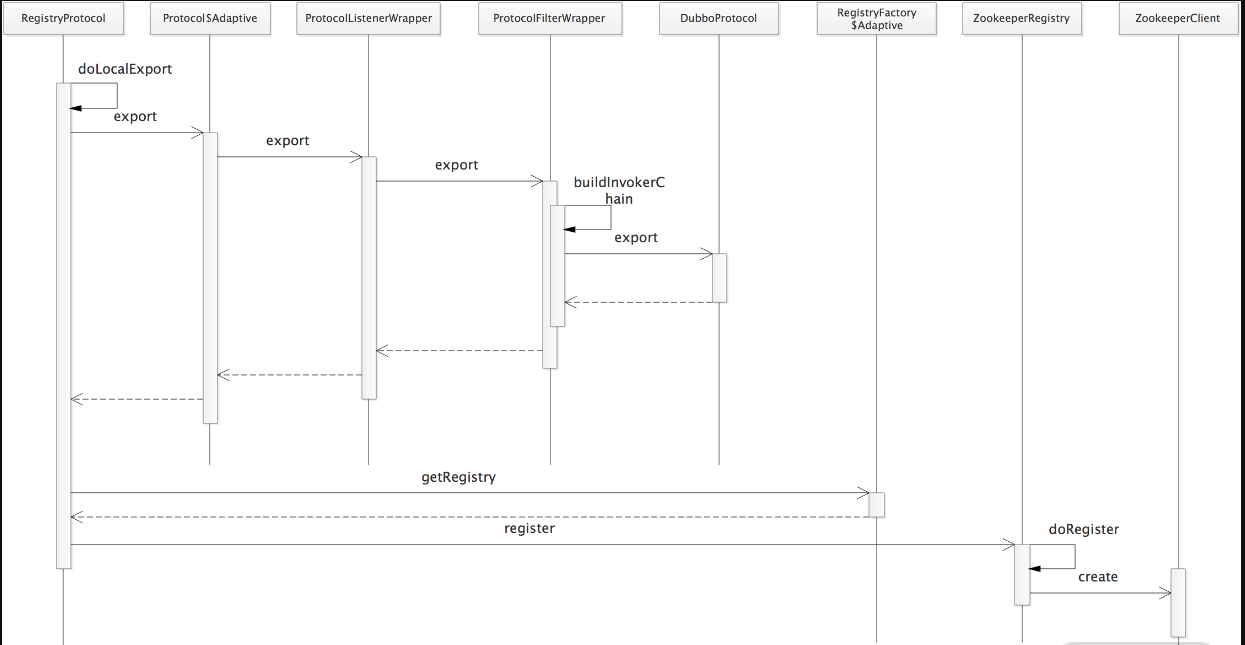 RegistryProtocol
Protocol$Adaptive
ProtocolListenerWrapper
ProtocolFilterWrapper
DubboProtocol
RegistryFactory
$Adaptive
ZookeeperRegistry
ZookeeperClient
doLocalExport
export
export
export
buildInvokerC
hain
export
getRegistry
register
doRegister
create